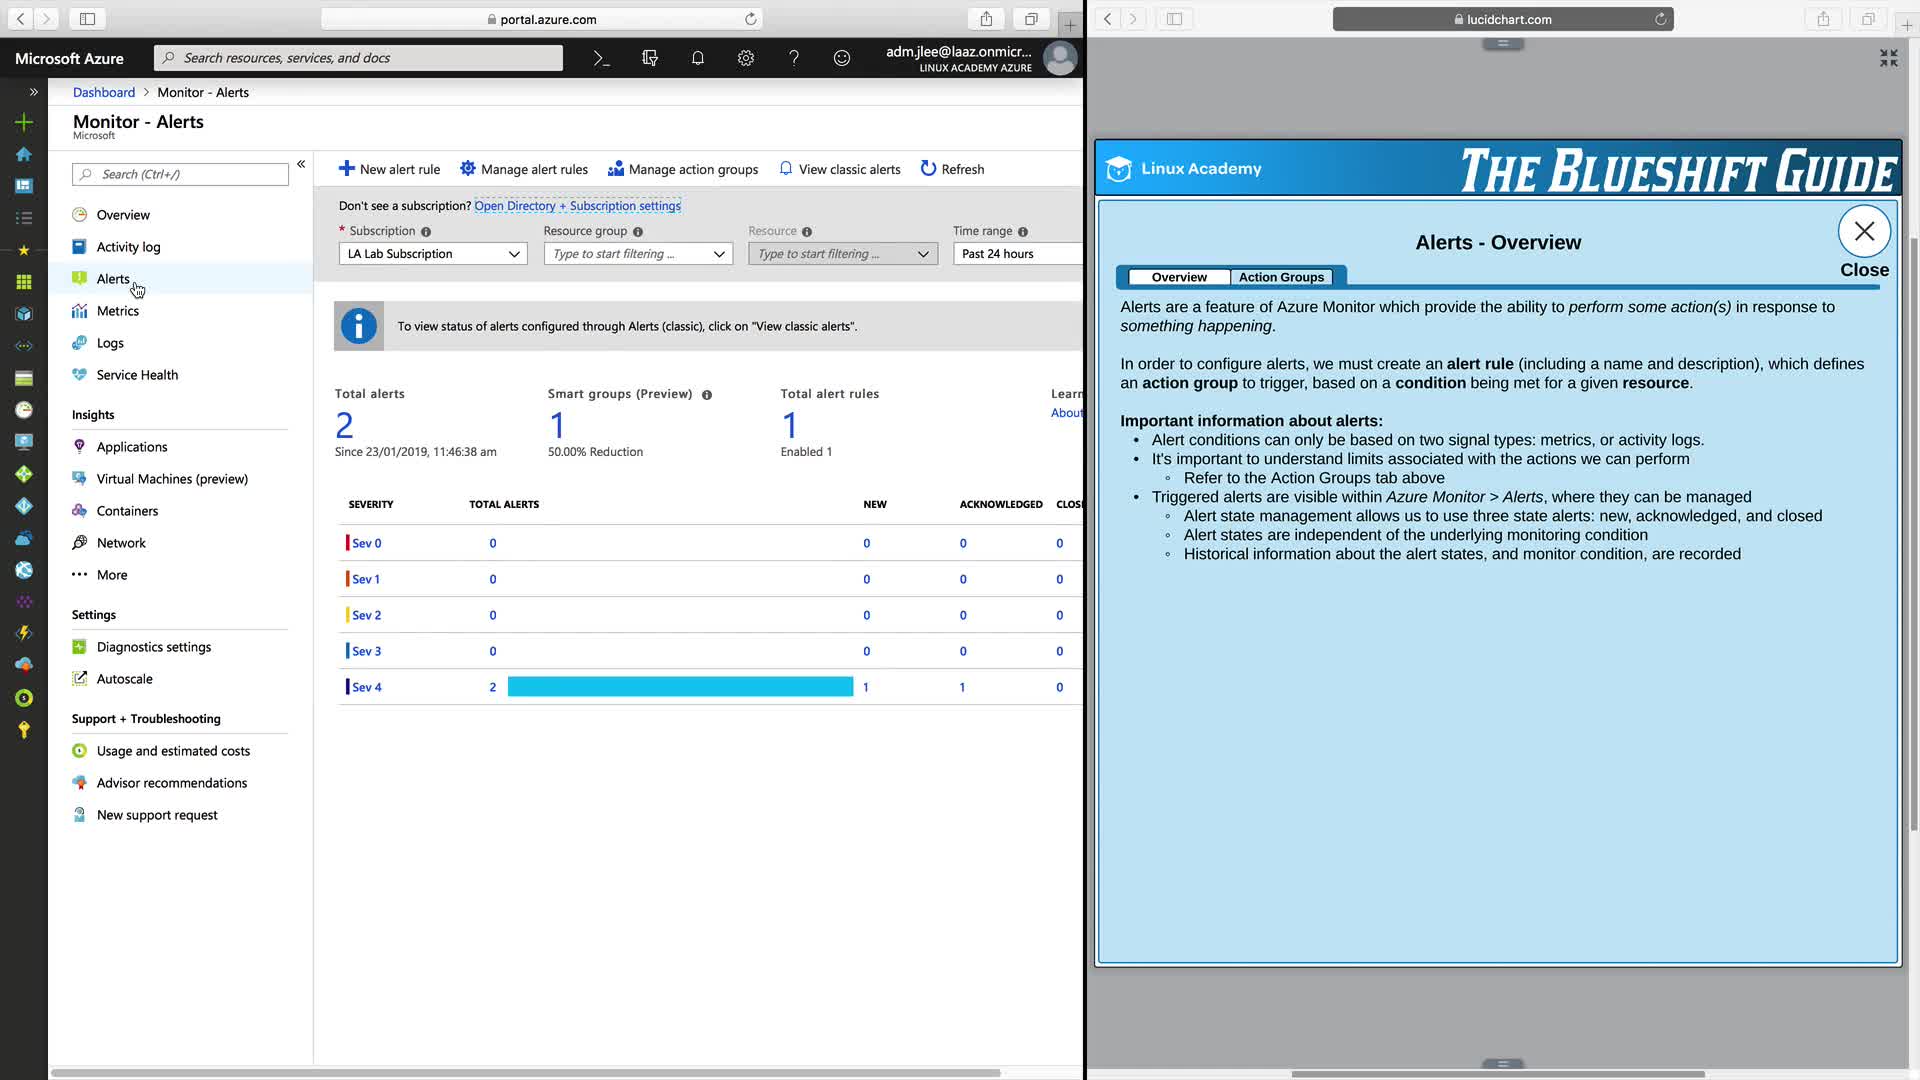 portal.azure.com
lucidchart.com
Microsoft Azure
Search resources, services, and docs
adm.jlee@laaz.onmicr...
LINUX ACADEMY AZURE
Dashboard > Monitor - Alerts
Monitor - Alerts
Microsoft
Search (Ctrl+/)
Overview
Activity log
Alerts
Metrics
Logs
Service Health
Insights
Applications
Virtual Machines (preview)
Containers
Network
More
Settings
Diagnostics settings
Autoscale
Support + Troubleshooting
Usage and estimated costs
Advisor recommendations
New support request
New alert rule Manage alert rules Manage action groups View classic alerts Refresh
Don't see a subscription? Open Directory + Subscription settings
* Subscription Resource group Resource Time range
LA Lab Subscription Type to start filtering ... Type to start filtering ... Past 24 hours
To view status of alerts configured through Alerts (classic), click on "View classic alerts".
Total alerts Smart groups (Preview) Total alert rules Learn
2 1 1 About
Since 23/01/2019, 11:46:38 am 50.00% Reduction Enabled 1
SEVERITY TOTAL ALERTS NEW ACKNOWLEDGED CLOS
Sev 0 0 0 0 0
Sev 1 0 0 0 0
Sev 2 0 0 0 0
Sev 3 0 0 0 0
Sev 4 2 1 1 0
Linux Academy THE BLUESHIFT GUIDE
Alerts - Overview
Close
Overview Action Groups
Alerts are a feature of Azure Monitor which provide the ability to perform some action(s) in response to
something happening.
In order to configure alerts, we must create an alert rule (including a name and description), which defines
an action group to trigger, based on a condition being met for a given resource.
Important information about alerts:
• Alert conditions can only be based on two signal types: metrics, or activity logs.
• It's important to understand limits associated with the actions we can perform
◦ Refer to the Action Groups tab above
• Triggered alerts are visible within Azure Monitor > Alerts, where they can be managed
◦ Alert state management allows us to use three state alerts: new, acknowledged, and closed
◦ Alert states are independent of the underlying monitoring condition
◦ Historical information about the alert states, and monitor condition, are recorded